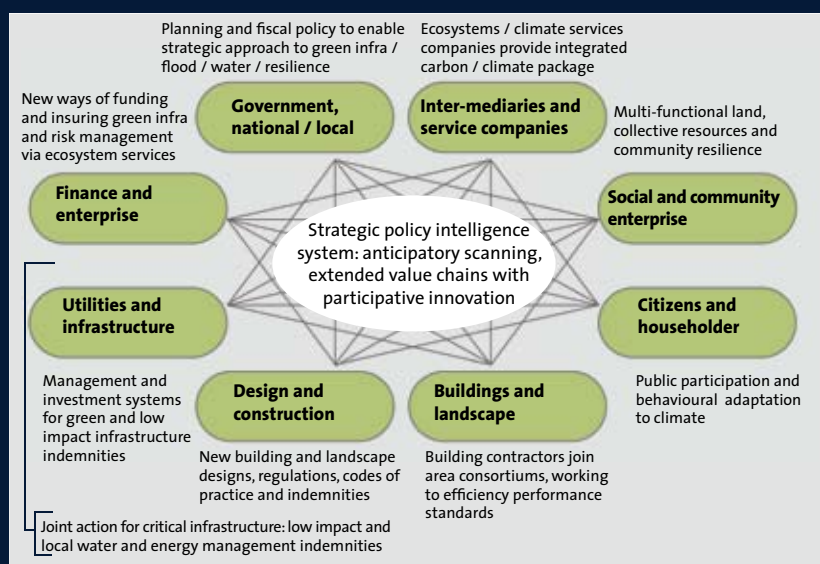 Planning and fiscal policy to enable
strategic approach to green infra /
flood / water / resilience
Ecosystems / climate services
companies provide integrated
carbon / climate package
New ways of funding
and insuring green infra
and risk management
via ecosystem services
Government,
national / local
Inter-mediaries and
service companies
Multi-functional land,
collective resources and
community resilience
Finance and
enterprise
Social and community
enterprise
Strategic policy intelligence
system: anticipatory scanning,
extended value chains with
participative innovation
Utilities and
infrastructure
Citizens and
householder
Management and
investment systems
for green and low
impact infrastructure
indemnities
Design and
construction
Buildings and
landscape
Public participation and
behavioural adaptation
to climate
New building and landscape
designs, regulations, codes of
practice and indemnities
Building contractors join
area consortiums, working
to efficiency performance
standards
Joint action for critical infrastructure: low impact and
local water and energy management indemnities